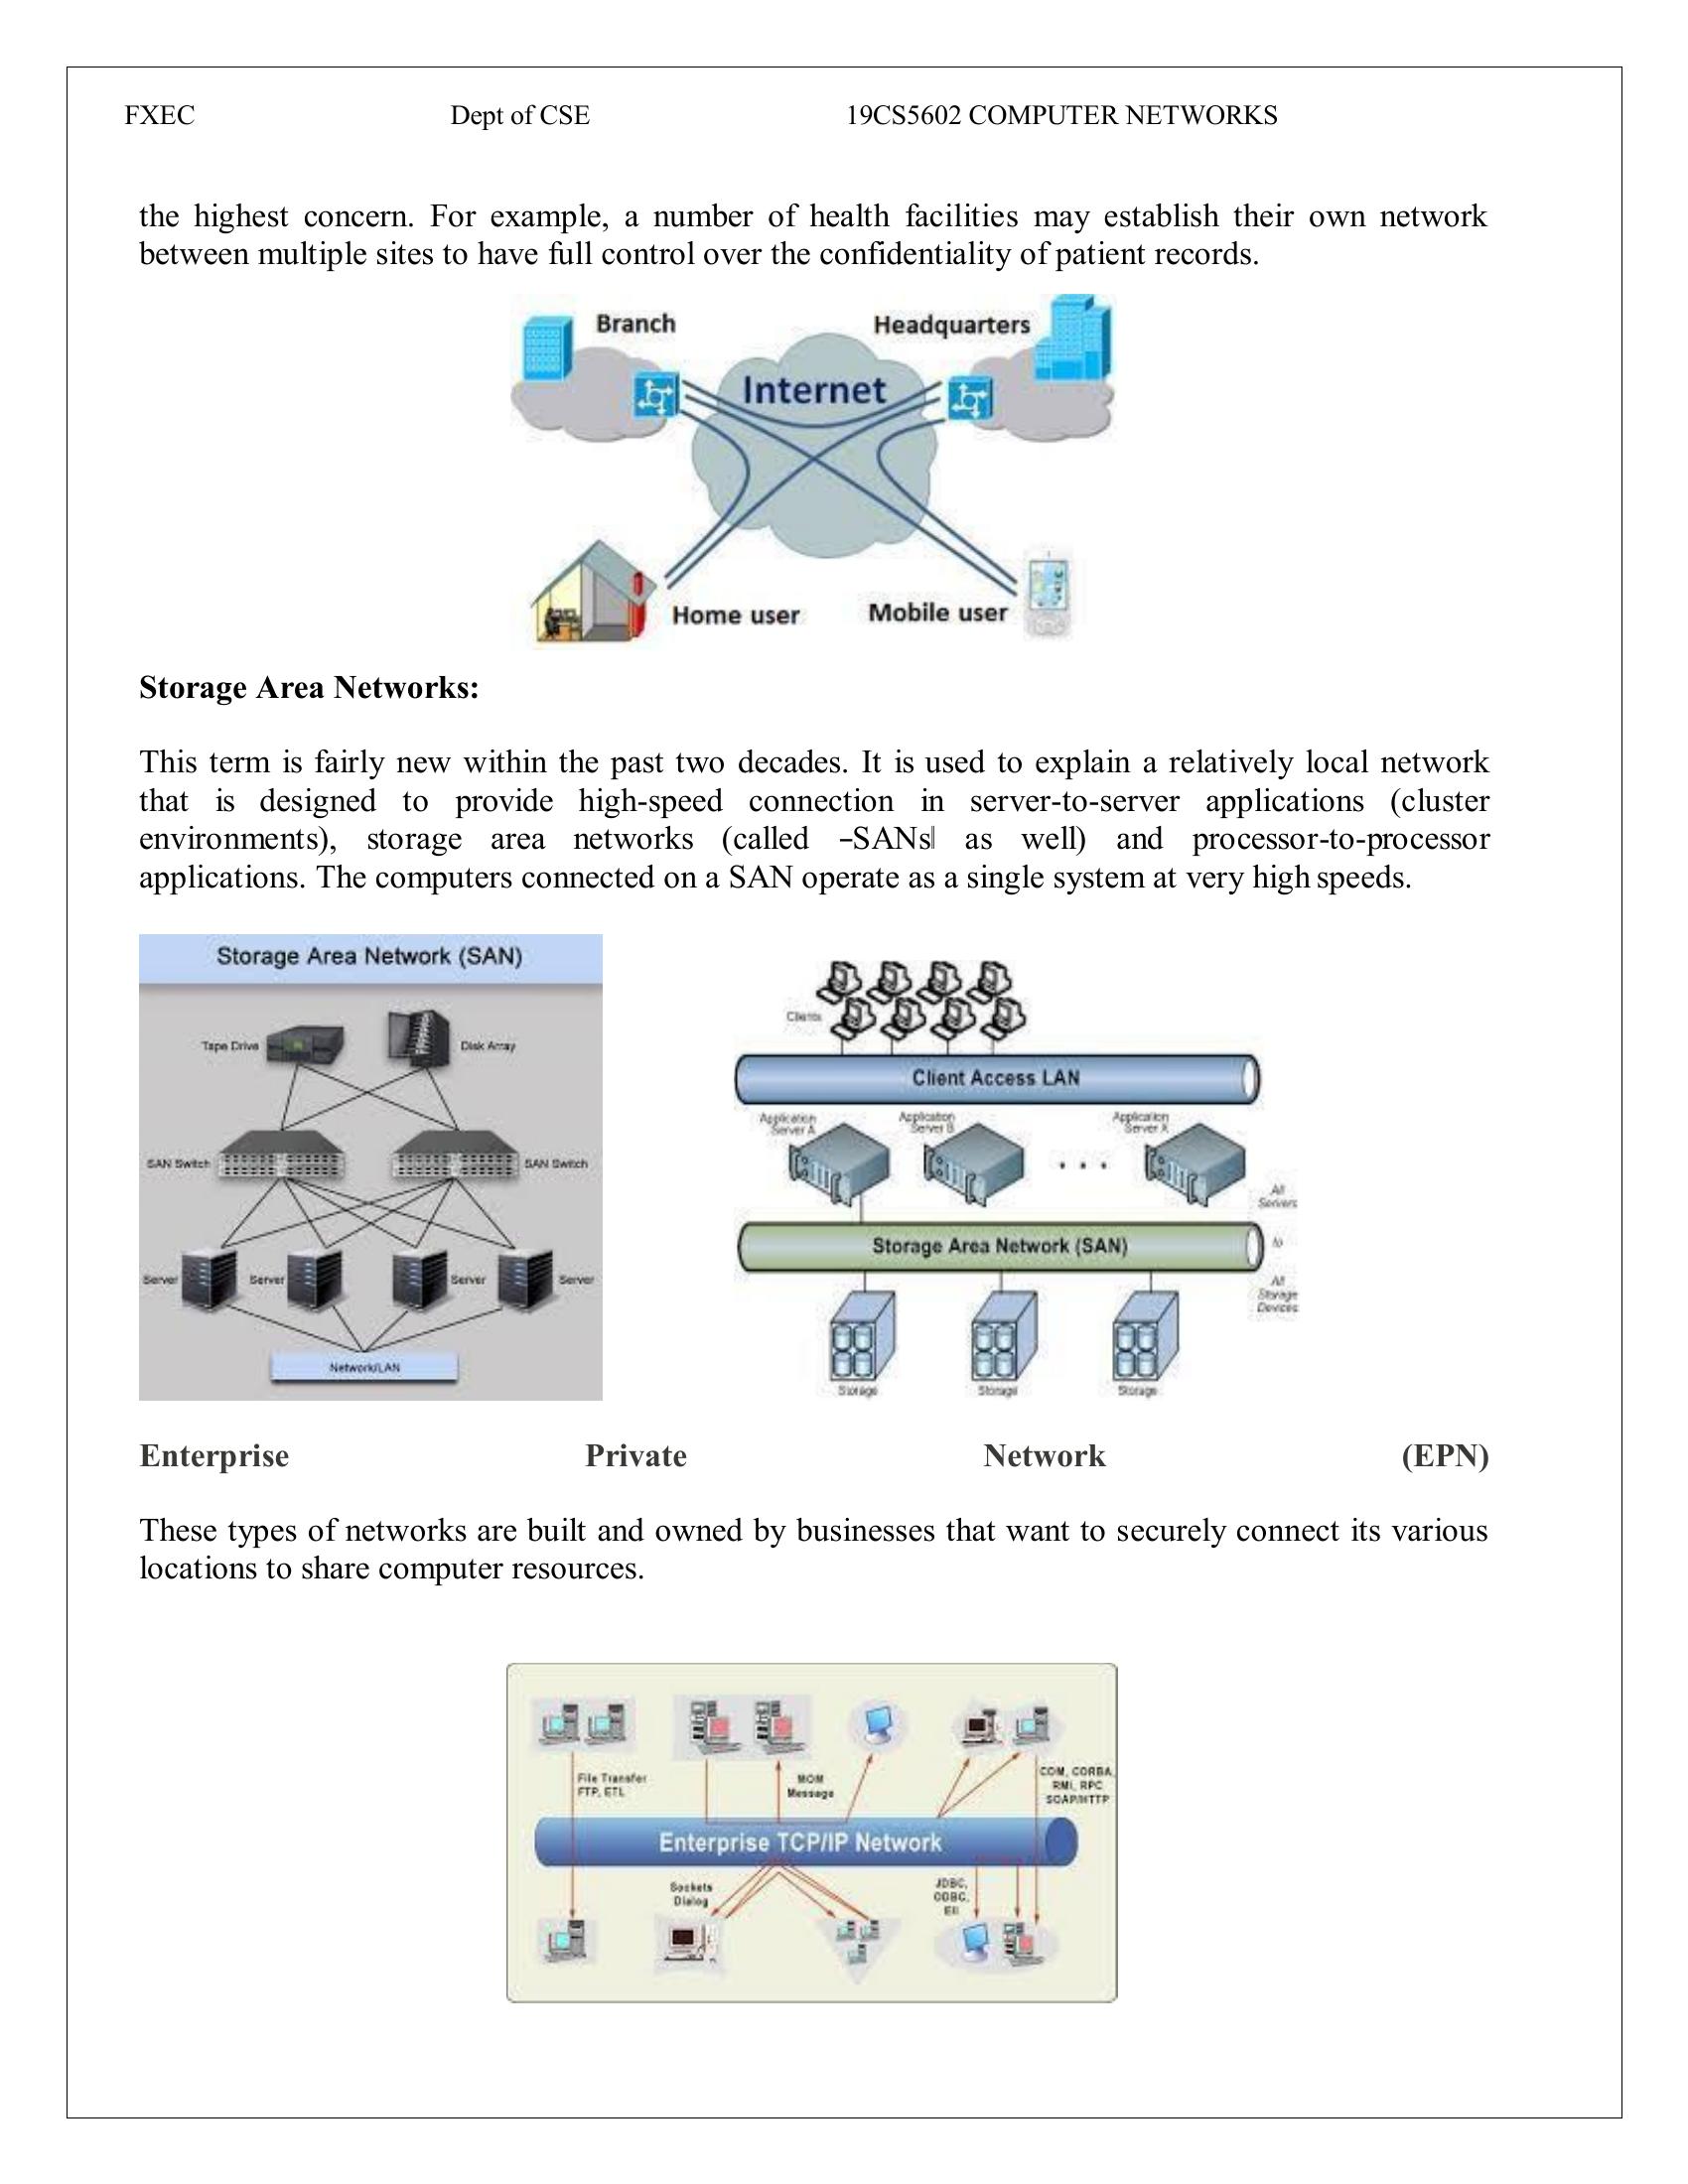 FXEC Dept of CSE 19CS5602 COMPUTER NETWORKS
the highest concern. For example, a number of health facilities may establish their own network
between multiple sites to have full control over the confidentiality of patient records.
Branch
Headquarters
Internet
Home user
Mobile user
Storage Area Networks:
This term is fairly new within the past two decades. It is used to explain a relatively local network
that is designed to provide high-speed connection in server-to-server applications (cluster
environments), storage area networks (called ―SANs‖ as well) and processor-to-processor
applications. The computers connected on a SAN operate as a single system at very high speeds.
Storage Area Network (SAN)
Tape Drive
Disk Array
SAN Switch
SAN Switch
Server
Server
Server
Server
Network/LAN
Clients
Client Access LAN
Application
Server A
Application
Server B
Application
Server X
All
Servers
to
All
Storage
Devices
Storage Area Network (SAN)
Storage
Storage
Storage
Enterprise Private Network (EPN)
These types of networks are built and owned by businesses that want to securely connect its various
locations to share computer resources.
File Transfer
FTP, ETL
MOM
Message
COM, CORBA,
RMI, RPC
SOAP/HTTP
Enterprise TCP/IP Network
Sockets
Dialog
JDBC,
ODBC,
EII